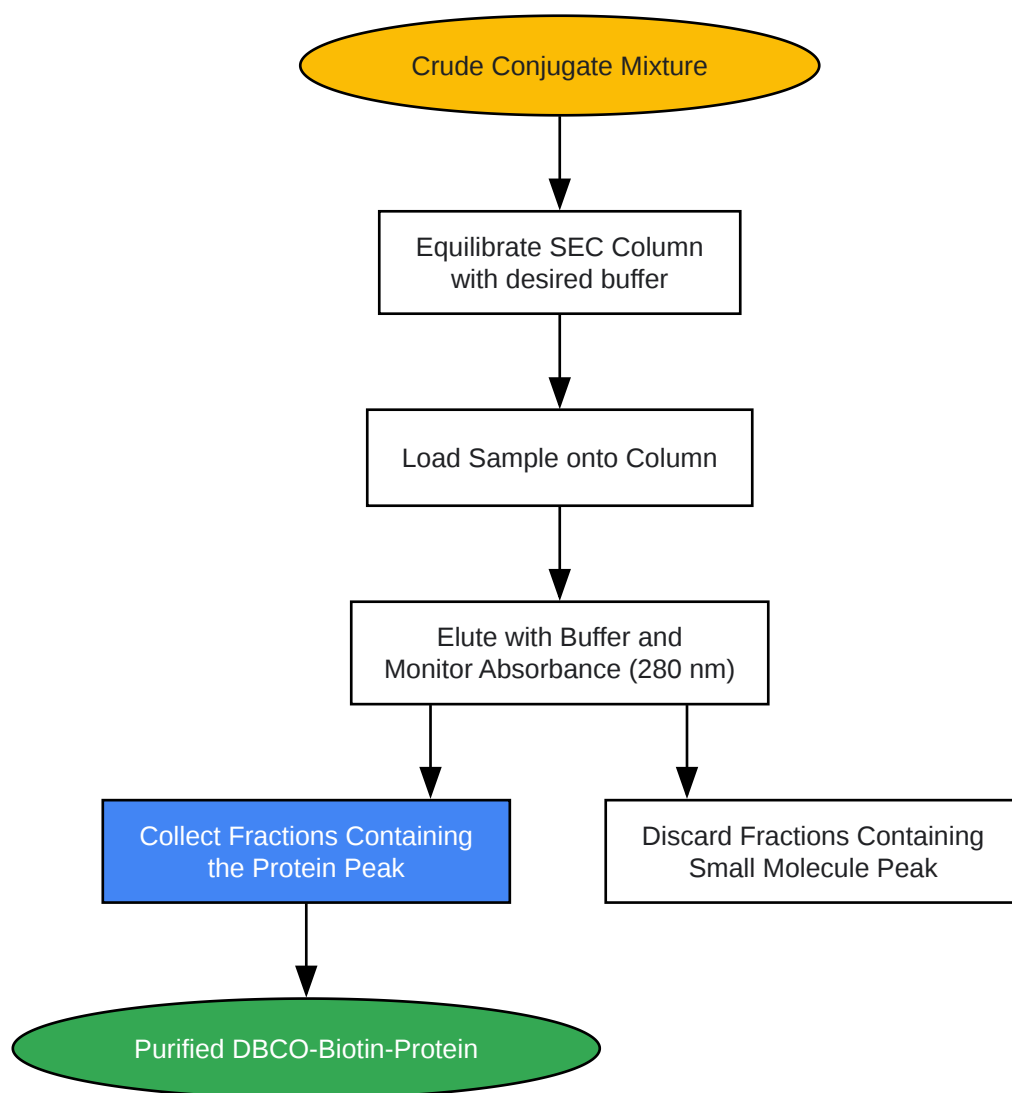 Crude Conjugate Mixture
Equilibrate SEC Column
with desired buffer
Load Sample onto Column
Elute with Buffer and
Monitor Absorbance (280 nm)
Collect Fractions Containing
the Protein Peak
Discard Fractions Containing
Small Molecule Peak
Purified DBCO-Biotin-Protein